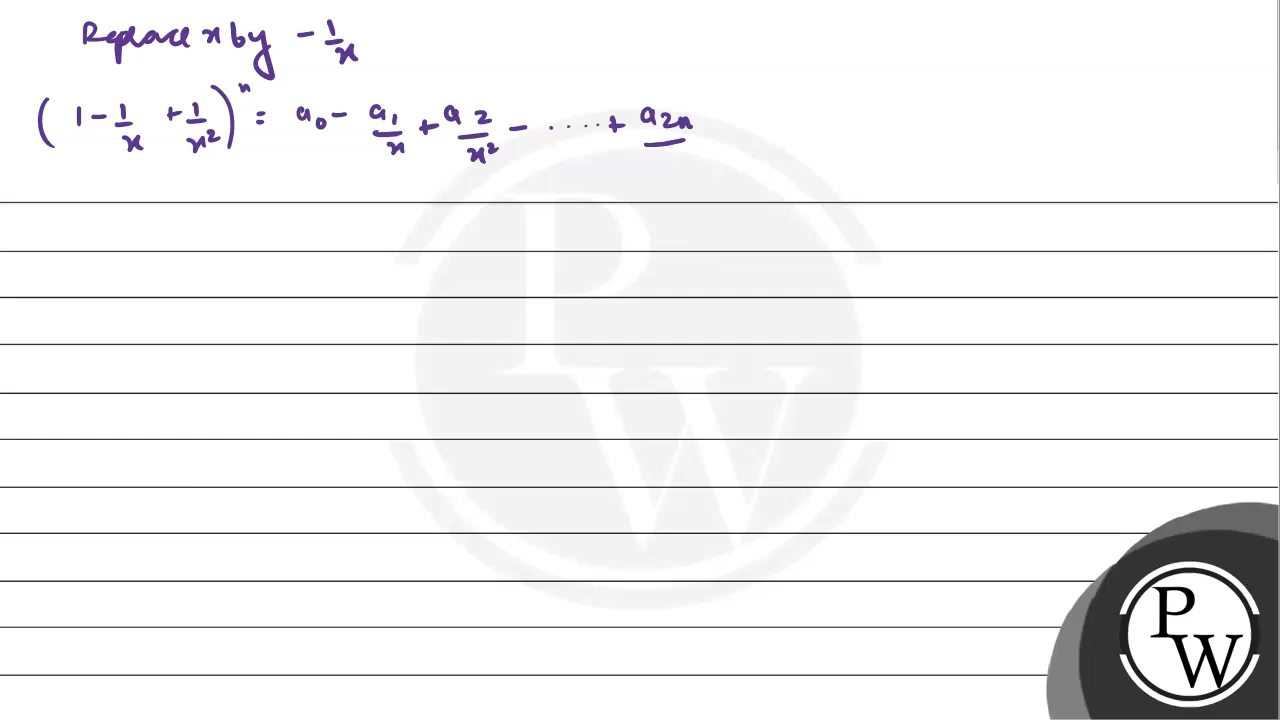 Replace x by - 1/x
(1 - 1/x + 1/x²)ⁿ = a₀ - a₁/x + a₂/x² - ..... + a₂ₙ
P
W
P
W